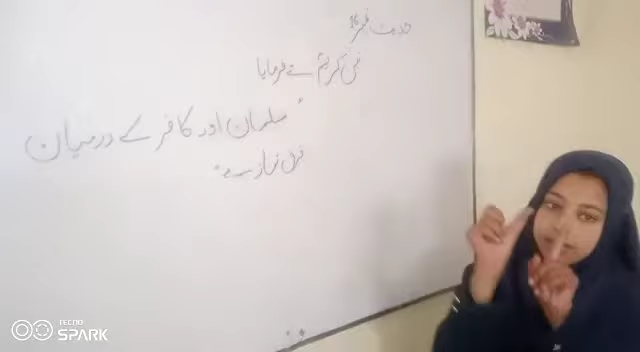 حدیث نمبر
نبی کریمؐ نے فرمایا
"مسلمان اور کافر کے درمیان
فرق نماز ہے"
TECNO
SPARK